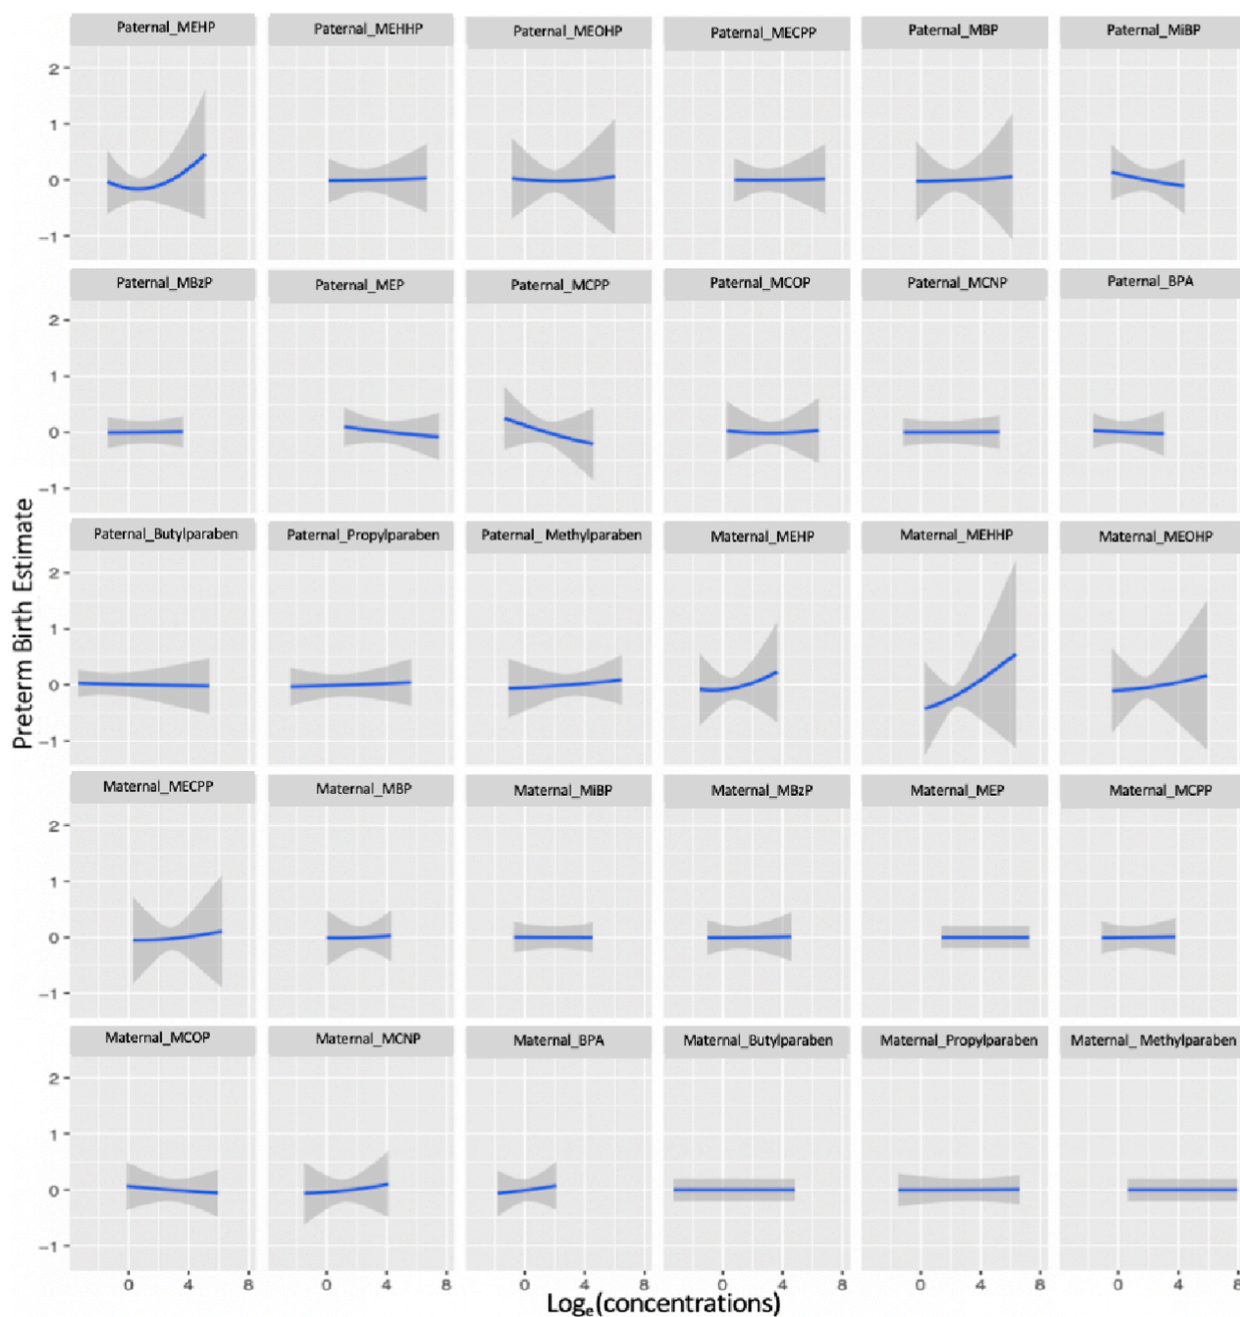 Paternal_MEHP Paternal_MEHHP Paternal_MEOHP Paternal_MECPP Paternal_MBP Paternal_MiBP
2
1
0
−1
Paternal_MBzP Paternal_MEP Paternal_MCPP Paternal_MCOP Paternal_MCNP Paternal_BPA
2
1
0
−1
Paternal_Butylparaben Paternal_Propylparaben Paternal_ Methylparaben Maternal_MEHP Maternal_MEHHP Maternal_MEOHP
2
1
0
−1
Preterm Birth Estimate
Maternal_MECPP Maternal_MBP Maternal_MiBP Maternal_MBzP Maternal_MEP Maternal_MCPP
2
1
0
−1
Maternal_MCOP Maternal_MCNP Maternal_BPA Maternal_Butylparaben Maternal_Propylparaben Maternal_ Methylparaben
2
1
0
−1
0 4 8 0 4 8 0 4 8 0 4 8 0 4 8 0 4 8
Logₑ(concentrations)